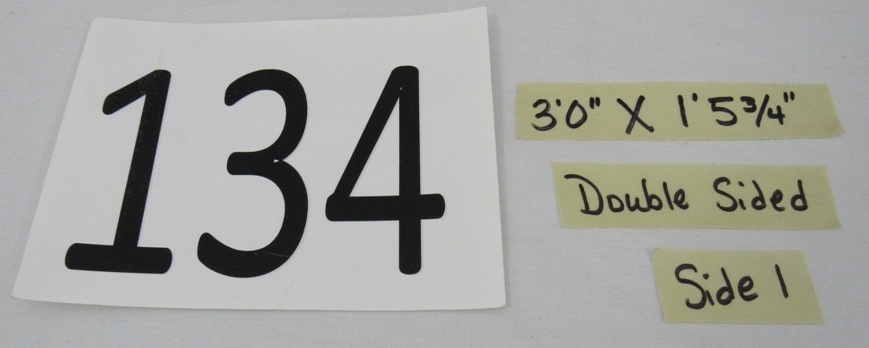 134
3'0" X 1'5¾"
Double Sided
Side 1